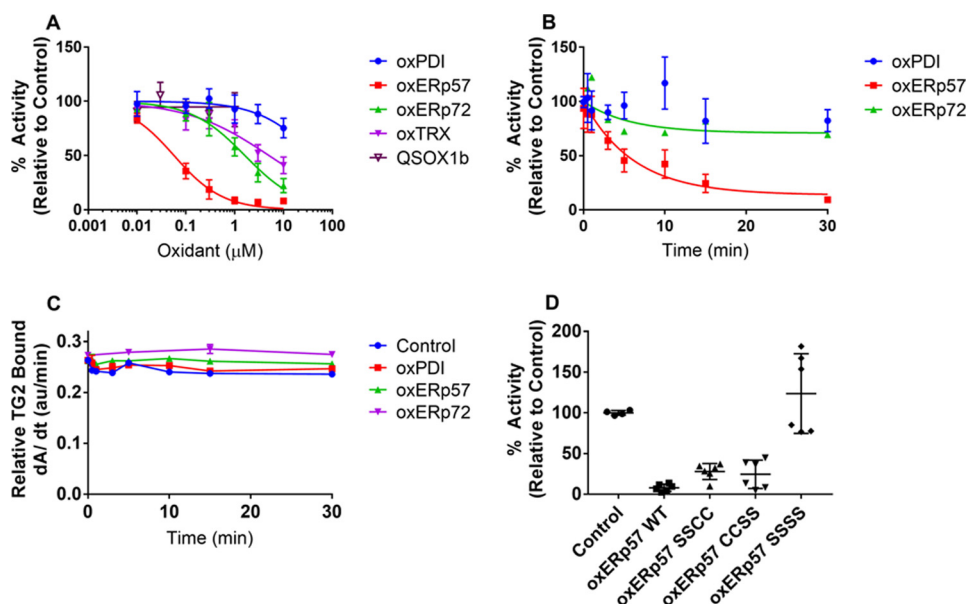 A
% Activity
(Relative to Control)
150
100
50
0
0.001 0.01 0.1 1 10 100
Oxidant (μM)
oxPDI
oxERp57
oxERp72
oxTRX
QSOX1b
B
% Activity
(Relative to Control)
150
100
50
0
0 10 20 30
Time (min)
oxPDI
oxERp57
oxERp72
C
Relative TG2 Bound
dA/ dt (au/min)
0.3
0.2
0.1
0.0
0 10 20 30
Time (min)
Control
oxPDI
oxERp57
oxERp72
D
% Activity
(Relative to Control)
200
150
100
50
0
Control
oxERp57 WT
oxERp57 SSCC
oxERp57 CCSS
oxERp57 SSSS